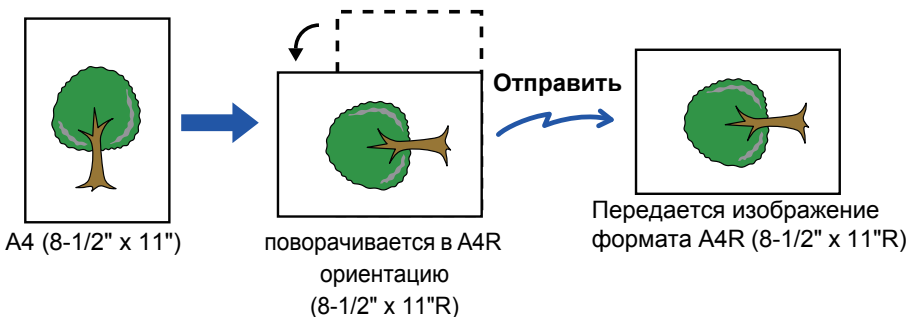 A4 (8-1/2" x 11")
поворачивается в A4R
ориентацию
(8-1/2" x 11"R)
Отправить
Передается изображение
формата A4R (8-1/2" x 11"R)